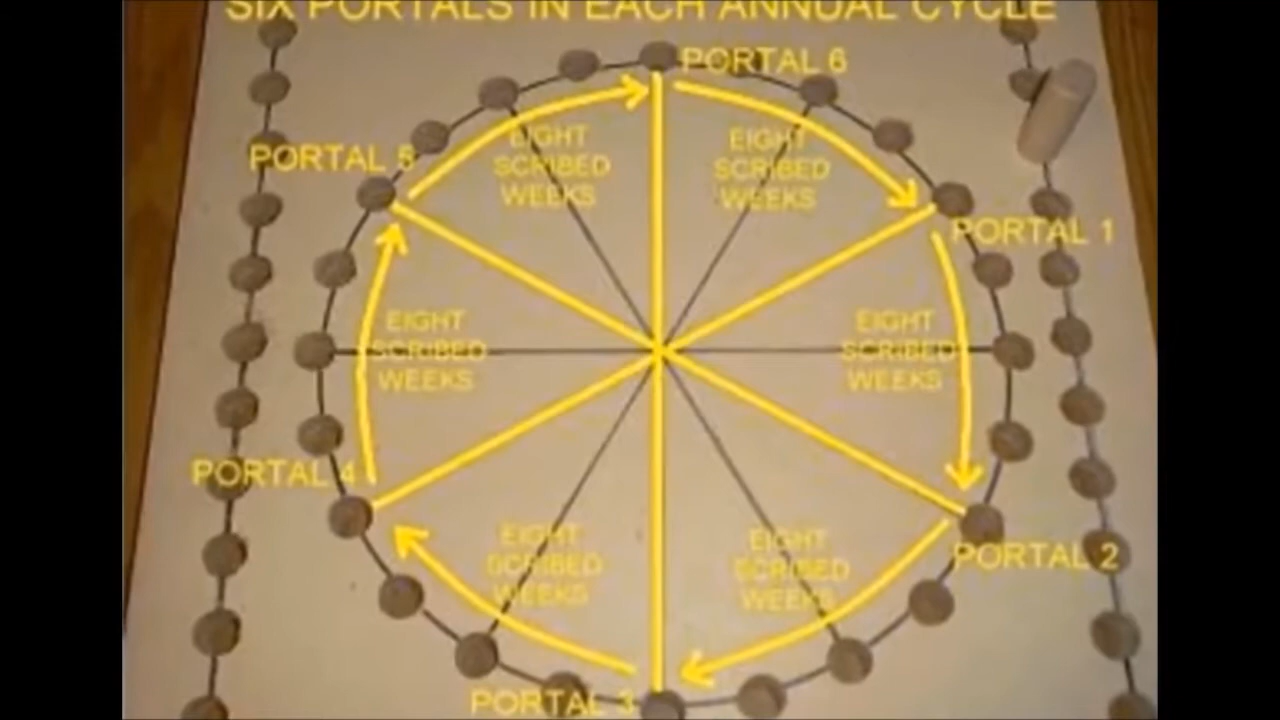 SIX PORTALS IN EACH ANNUAL CYCLE
PORTAL 6
PORTAL 5
EIGHT
SCRIBED
WEEKS
EIGHT
SCRIBED
WEEKS
PORTAL 1
EIGHT
SCRIBED
WEEKS
EIGHT
SCRIBED
WEEKS
PORTAL 4
EIGHT
SCRIBED
WEEKS
EIGHT
SCRIBED
WEEKS
PORTAL 2
PORTAL 3